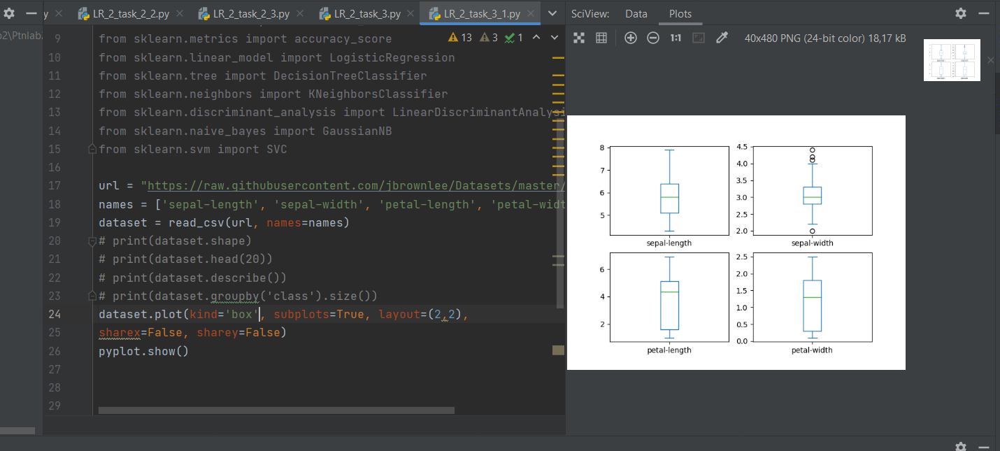 y LR_2_task_2_2.py LR_2_task_2_3.py LR_2_task_3.py LR_2_task_3_1.py SciView: Data Plots
2\Ptnlab
13 3 1
1:1 40x480 PNG (24-bit color) 18,17 kB
9 from sklearn.metrics import accuracy_score
10 from sklearn.linear_model import LogisticRegression
11 from sklearn.tree import DecisionTreeClassifier
12 from sklearn.neighbors import KNeighborsClassifier
13 from sklearn.discriminant_analysis import LinearDiscriminantAnalysi
14 from sklearn.naive_bayes import GaussianNB
15 from sklearn.svm import SVC
16
17 url = "https://raw.githubusercontent.com/jbrownlee/Datasets/master/
18 names = ['sepal-length', 'sepal-width', 'petal-length', 'petal-widt
19 dataset = read_csv(url, names=names)
20 # print(dataset.shape)
21 # print(dataset.head(20))
22 # print(dataset.describe())
23 # print(dataset.groupby('class').size())
24 dataset.plot(kind='box', subplots=True, layout=(2,2),
25 sharex=False, sharey=False)
26 pyplot.show()
27
28
29
8
7
6
5
sepal-length
4.5
4.0
3.5
3.0
2.5
2.0
sepal-width
6
4
2
petal-length
2.5
2.0
1.5
1.0
0.5
0.0
petal-width